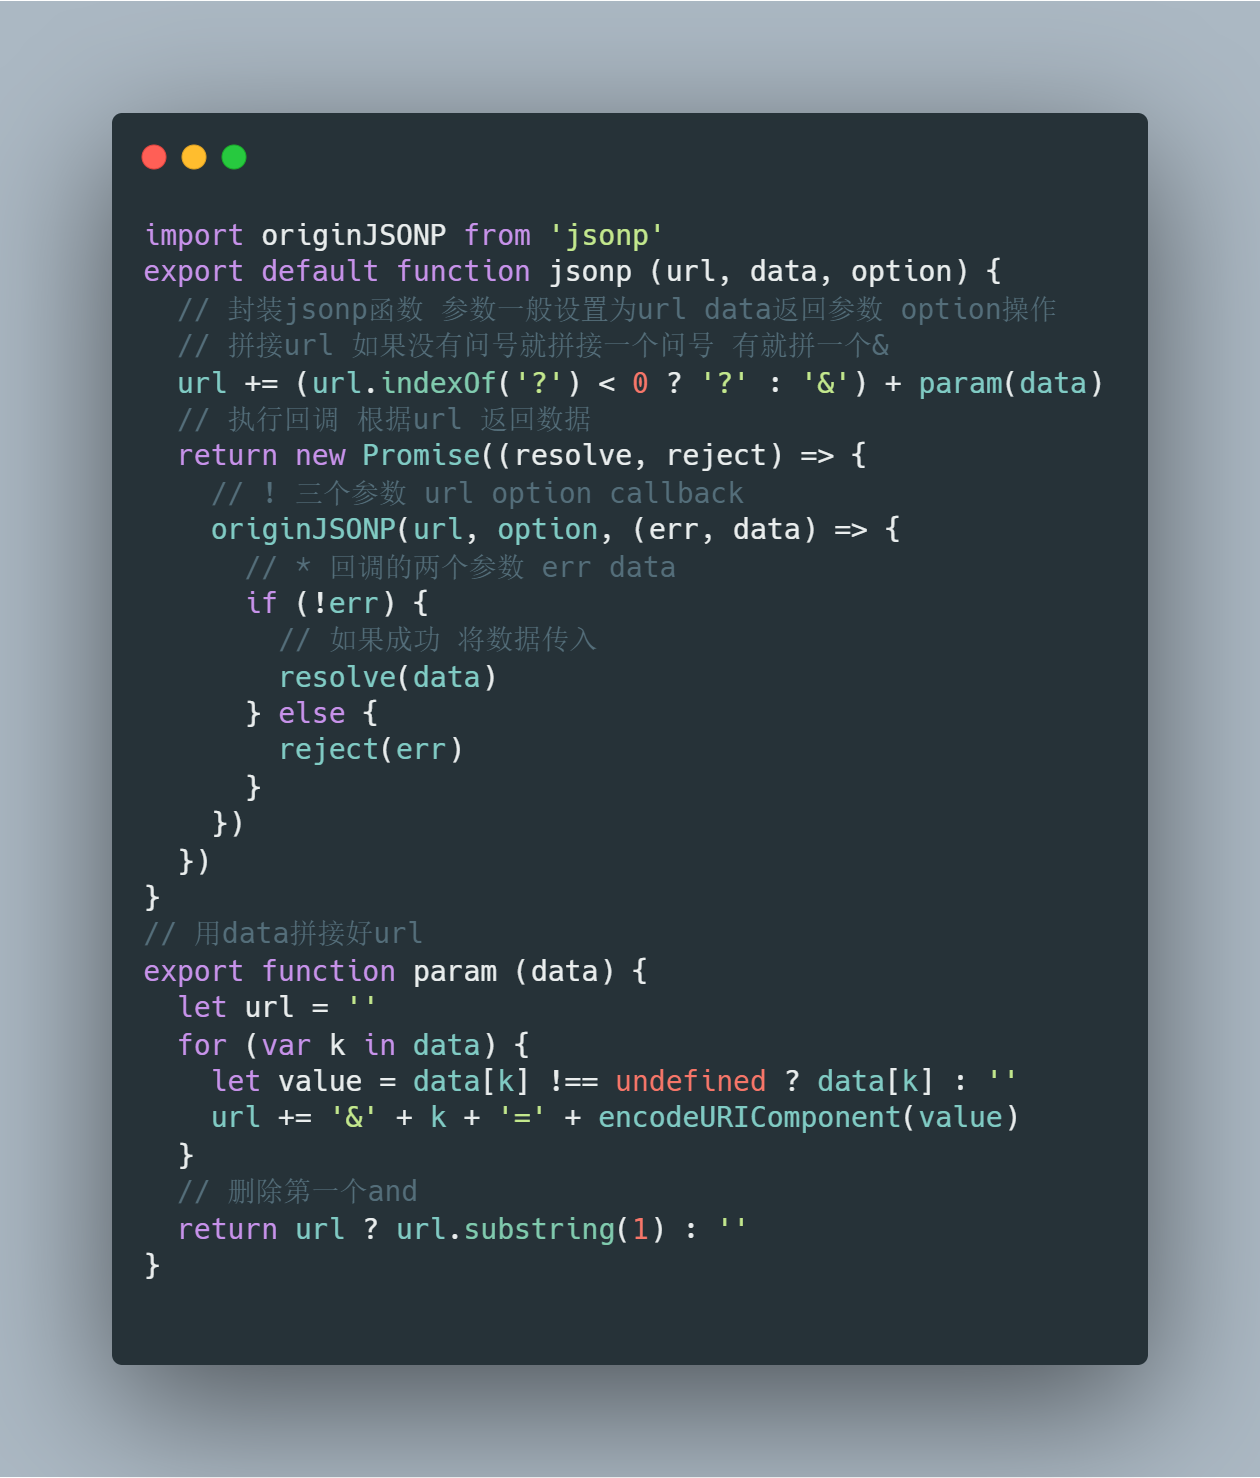 import originJSONP from 'jsonp'
export default function jsonp (url, data, option) {
  // 封装jsonp函数 参数一般设置为url data返回参数 option操作
  // 拼接url 如果没有问号就拼接一个问号 有就拼一个&
  url += (url.indexOf('?') < 0 ? '?' : '&') + param(data)
  // 执行回调 根据url 返回数据
  return new Promise((resolve, reject) => {
    // ! 三个参数 url option callback
    originJSONP(url, option, (err, data) => {
      // * 回调的两个参数 err data
      if (!err) {
        // 如果成功 将数据传入
        resolve(data)
      } else {
        reject(err)
      }
    })
  })
}
// 用data拼接好url
export function param (data) {
  let url = ''
  for (var k in data) {
    let value = data[k] !== undefined ? data[k] : ''
    url += '&' + k + '=' + encodeURIComponent(value)
  }
  // 删除第一个and
  return url ? url.substring(1) : ''
}